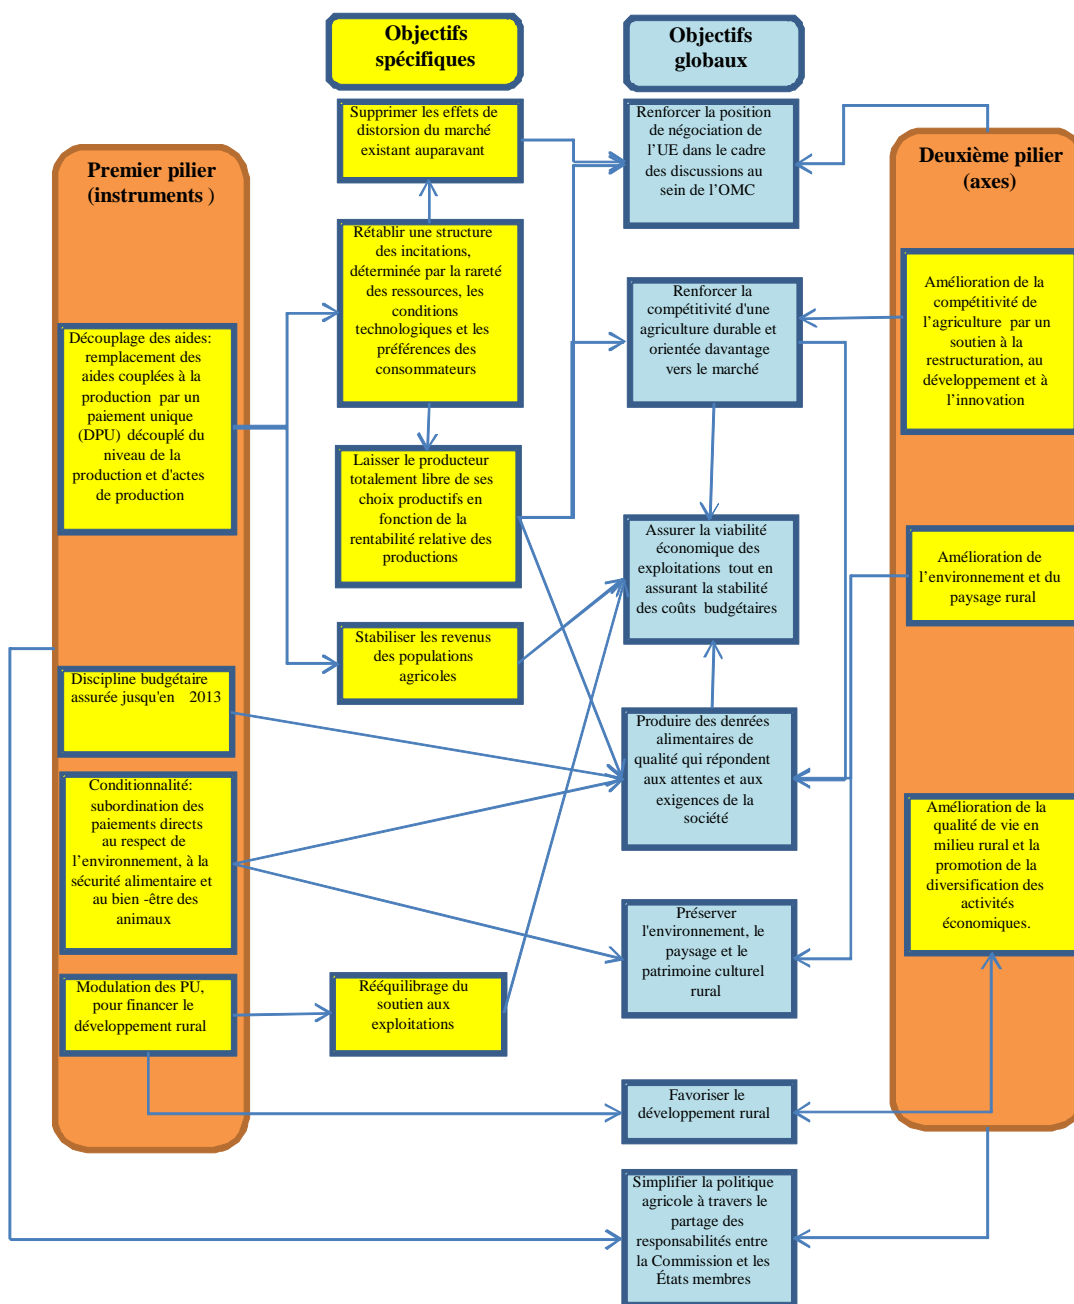 Objectifs
spécifiques
Objectifs
globaux
Premier pilier
(instruments )
Découplage des aides:
remplacement des
aides couplées à la
production par un
paiement unique
(DPU) découplé du
niveau de la
production et d'actes
de production
Discipline budgétaire
assurée jusqu'en 2013
Conditionnalité:
subordination des
paiements directs
au respect de
l’environnement, à la
sécurité alimentaire et
au bien -être des
animaux
Modulation des PU,
pour financer le
développement rural
Supprimer les effets de
distorsion du marché
existant auparavant
Rétablir une structure
des incitations,
déterminée par la rareté
des ressources, les
conditions
technologiques et les
préférences des
consommateurs
Laisser le producteur
totalement libre de ses
choix productifs en
fonction de la
rentabilité relative des
productions
Stabiliser les revenus
des populations
agricoles
Rééquilibrage du
soutien aux
exploitations
Renforcer la position
de négociation de
l’UE dans le cadre
des discussions au
sein de l’OMC
Renforcer la
compétitivité d'une
agriculture durable et
orientée davantage
vers le marché
Assurer la viabilité
économique des
exploitations tout en
assurant la stabilité
des coûts budgétaires
Produire des denrées
alimentaires de
qualité qui répondent
aux attentes et aux
exigences de la
société
Préserver
l'environnement, le
paysage et le
patrimoine culturel
rural
Favoriser le
développement rural
Simplifier la politique
agricole à travers le
partage des
responsabilités entre
la Commission et les
États membres
Deuxième pilier
(axes)
Amélioration de la
compétitivité de
l’agriculture par un
soutien à la
restructuration, au
développement et à
l’innovation
Amélioration de
l’environnement et du
paysage rural
Amélioration de la
qualité de vie en
milieu rural et la
promotion de la
diversification des
activités
économiques.